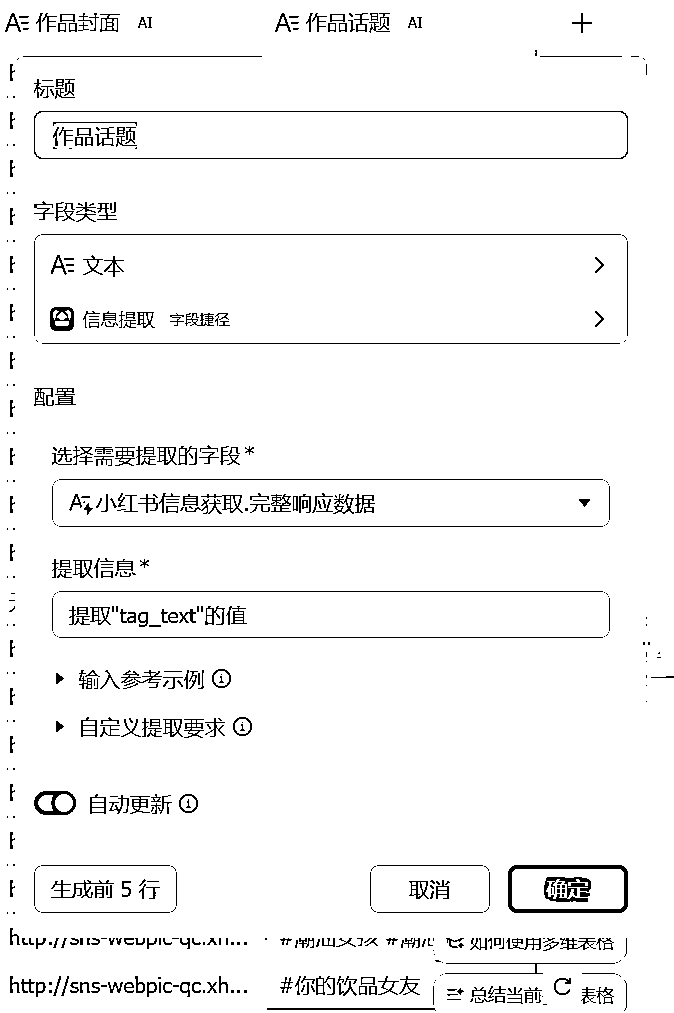 作品封面 AI 作品话题 AI
标题
作品话题
字段类型
文本
信息提取 字段捷径
配置
选择需要提取的字段*
小红书信息获取.完整响应数据
提取信息*
提取"tag_text"的值
输入参考示例
自定义提取要求
自动更新
生成前 5 行 取消 确定
http://sns-webpic-qc.xh... 如何使用多维表格
http://sns-webpic-qc.xh... #你的饮品女友 总结当前 表格